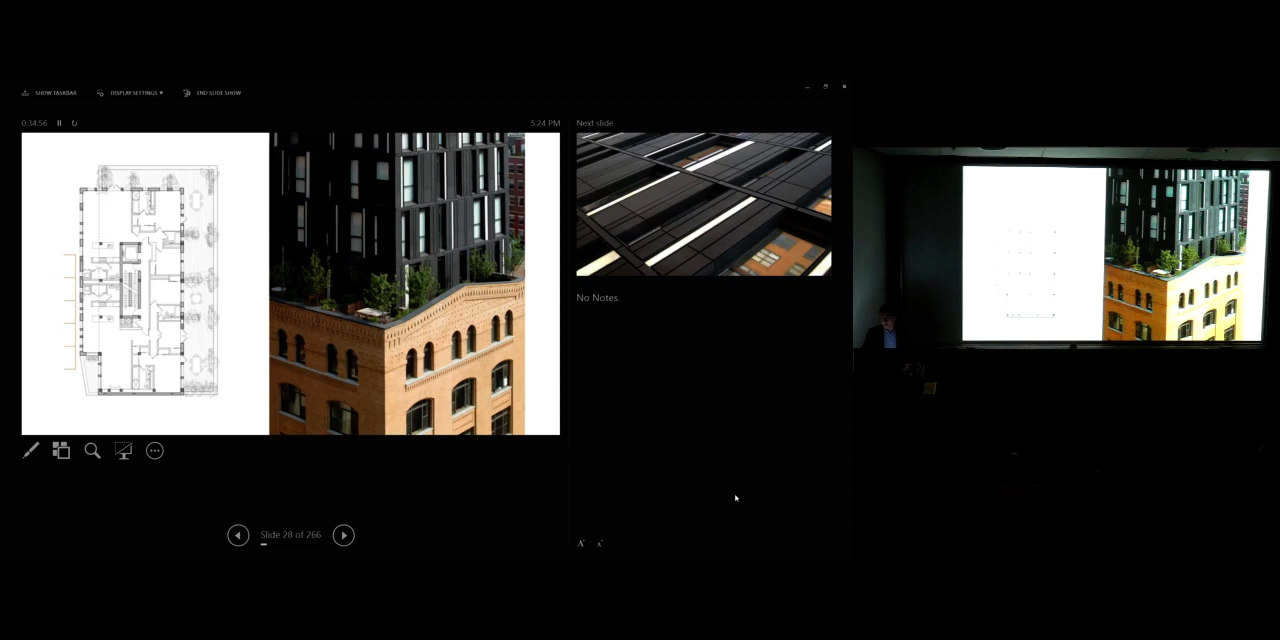 SHOW TASKBAR DISPLAY SETTINGS ▾ END SLIDE SHOW
0:34:56 5:24 PM
Next slide
No Notes.
Slide 28 of 266
A A